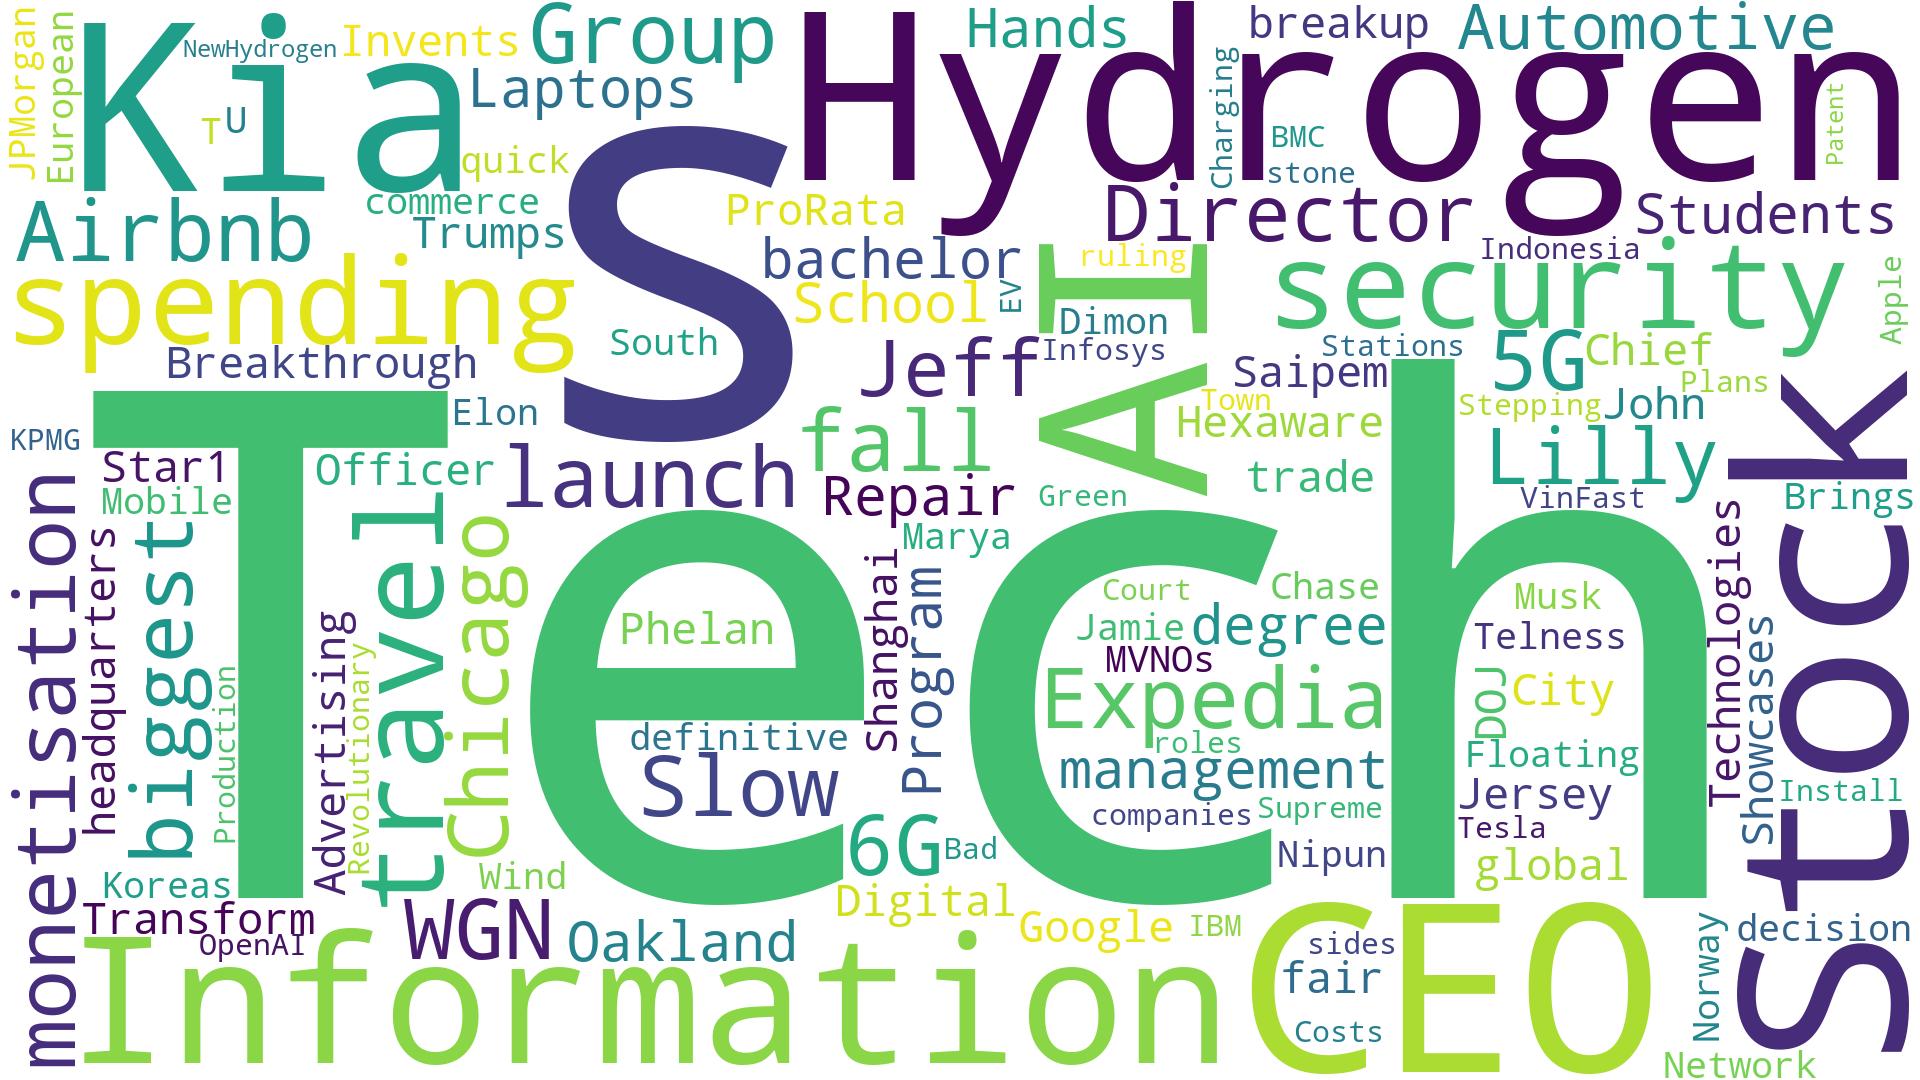 JPMorgan
European
Kia
NewHydrogen
Invents
Group
Hydrogen
Hands
breakup
Automotive
Laptops
T
U
quick
commerce
Trumps
Airbnb
S
ProRata
Director
Charging
BMC
stone
Patent
Students
spending
South
bachelor
School
EV
AI
ruling
Indonesia
security
Apple
Breakthrough
Dimon
Infosys
Jeff
Saipem
Stations
5G
Chief
Plans
Stock
KPMG
Tech
Elon
launch
fall
Repair
Town
Hexaware
trade
Green
Stepping
John
Lilly
VinFast
Brings
monetisation
Star1
Mobile
Officer
headquarters
biggest
Production
Advertising
Revolutionary
travel
Chicago
Phelan
definitive
Slow
Marya
Shanghai
Program
Court
Chase
Jamie
degree
MVNOs
Expedia
roles
management
companies
Supreme
Musk
Telness
DOJ
City
Floating
Jersey
Tesla
global
Nipun
Technologies
Showcases
Install
6G
Bad
Koreas
Transform
OpenAI
Wind
WGN
Oakland
Digital
Google
IBM
Information
CEO
sides
fair
Costs
Norway
decision
Network